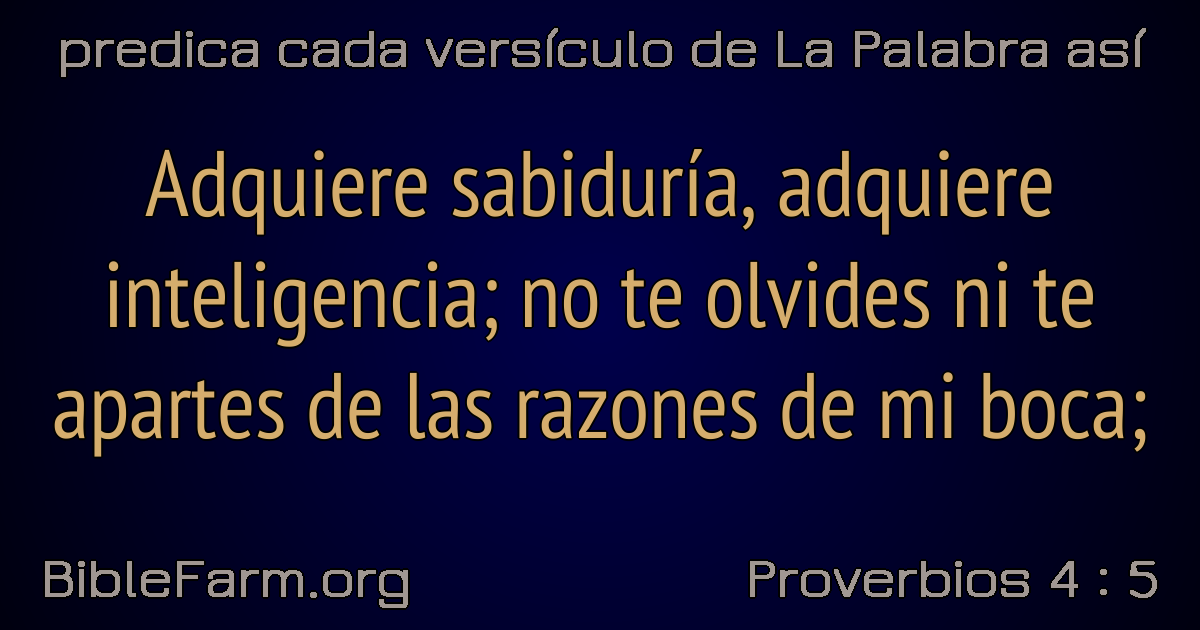 predica cada versículo de La Palabra así
Adquiere sabiduría, adquiere
inteligencia; no te olvides ni te
apartes de las razones de mi boca;
BibleFarm.org
Proverbios 4 : 5